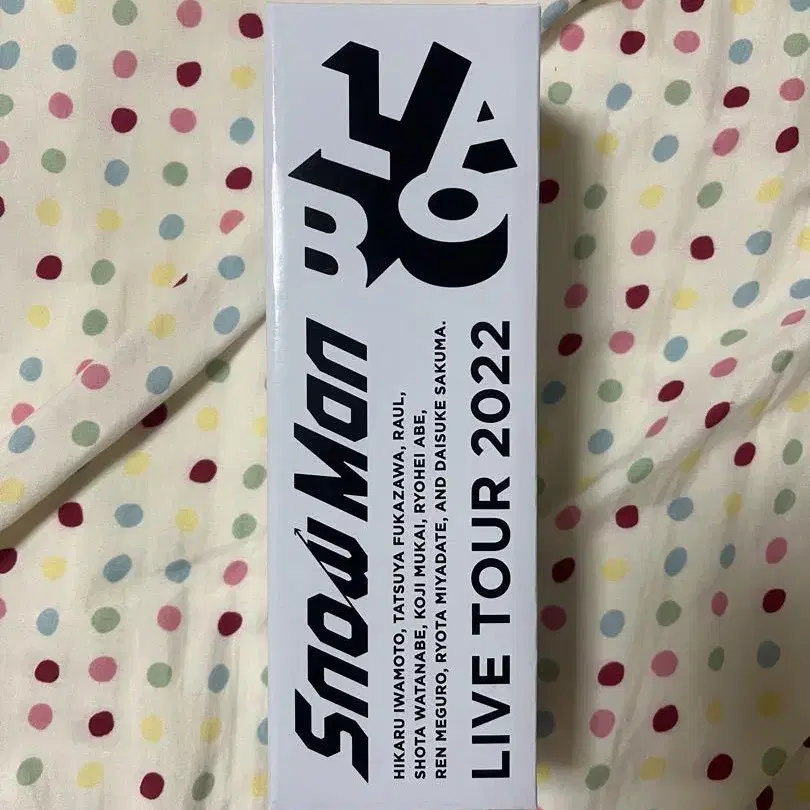 Snow Man
HIKARU IWAMOTO, TATSUYA FUKAZAWA, RAUL,
SHOTA WATANABE, KOJI MUKAI, RYOHEI ABE,
REN MEGURO, RYOTA MIYADATE, AND DAISUKE SAKUMA.
LIVE TOUR 2022